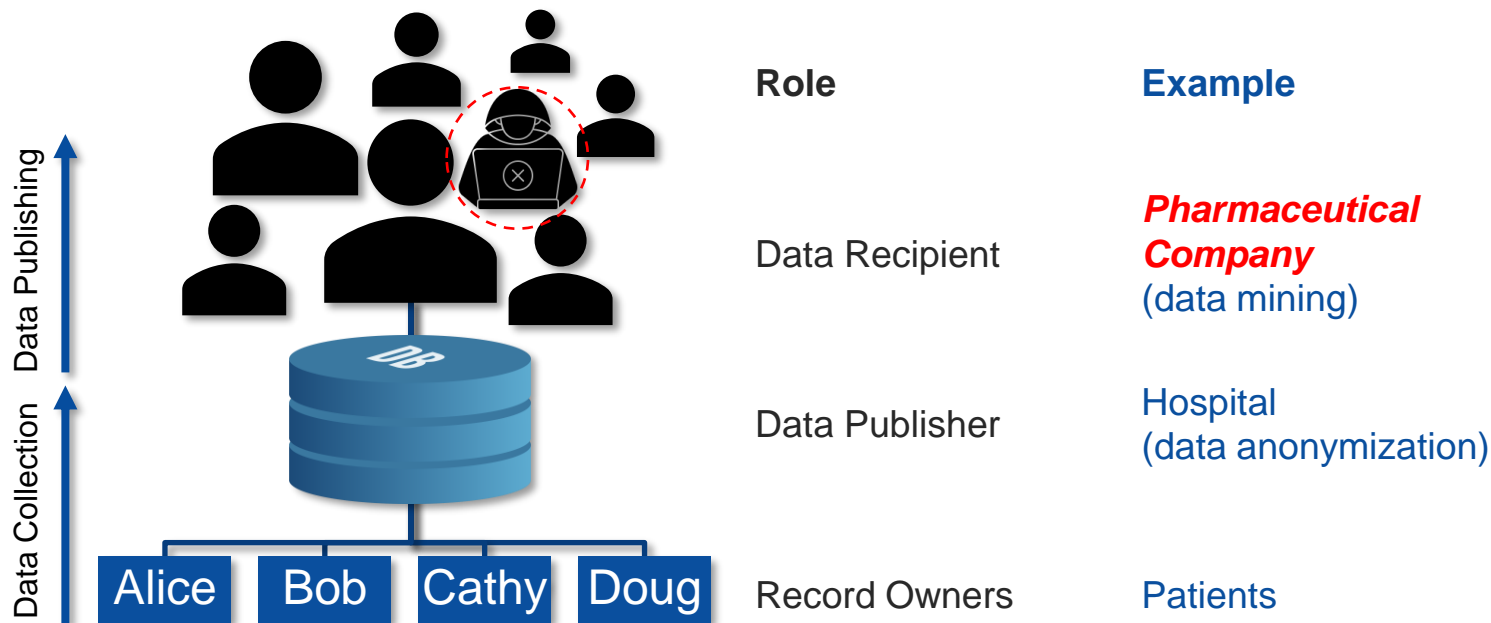 Role
Example
Data Publishing
Pharmaceutical
Company
(data mining)
Data Recipient
DB
Data Collection
Hospital
(data anonymization)
Data Publisher
Alice
Bob
Cathy
Doug
Record Owners
Patients